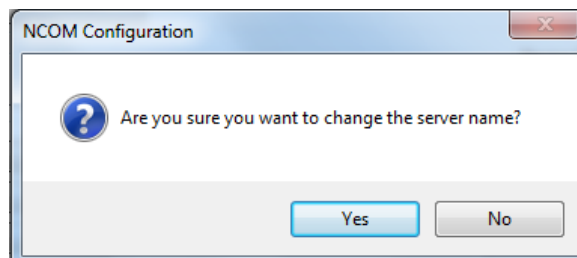 NCOM Configuration
Are you sure you want to change the server name?
Yes
No